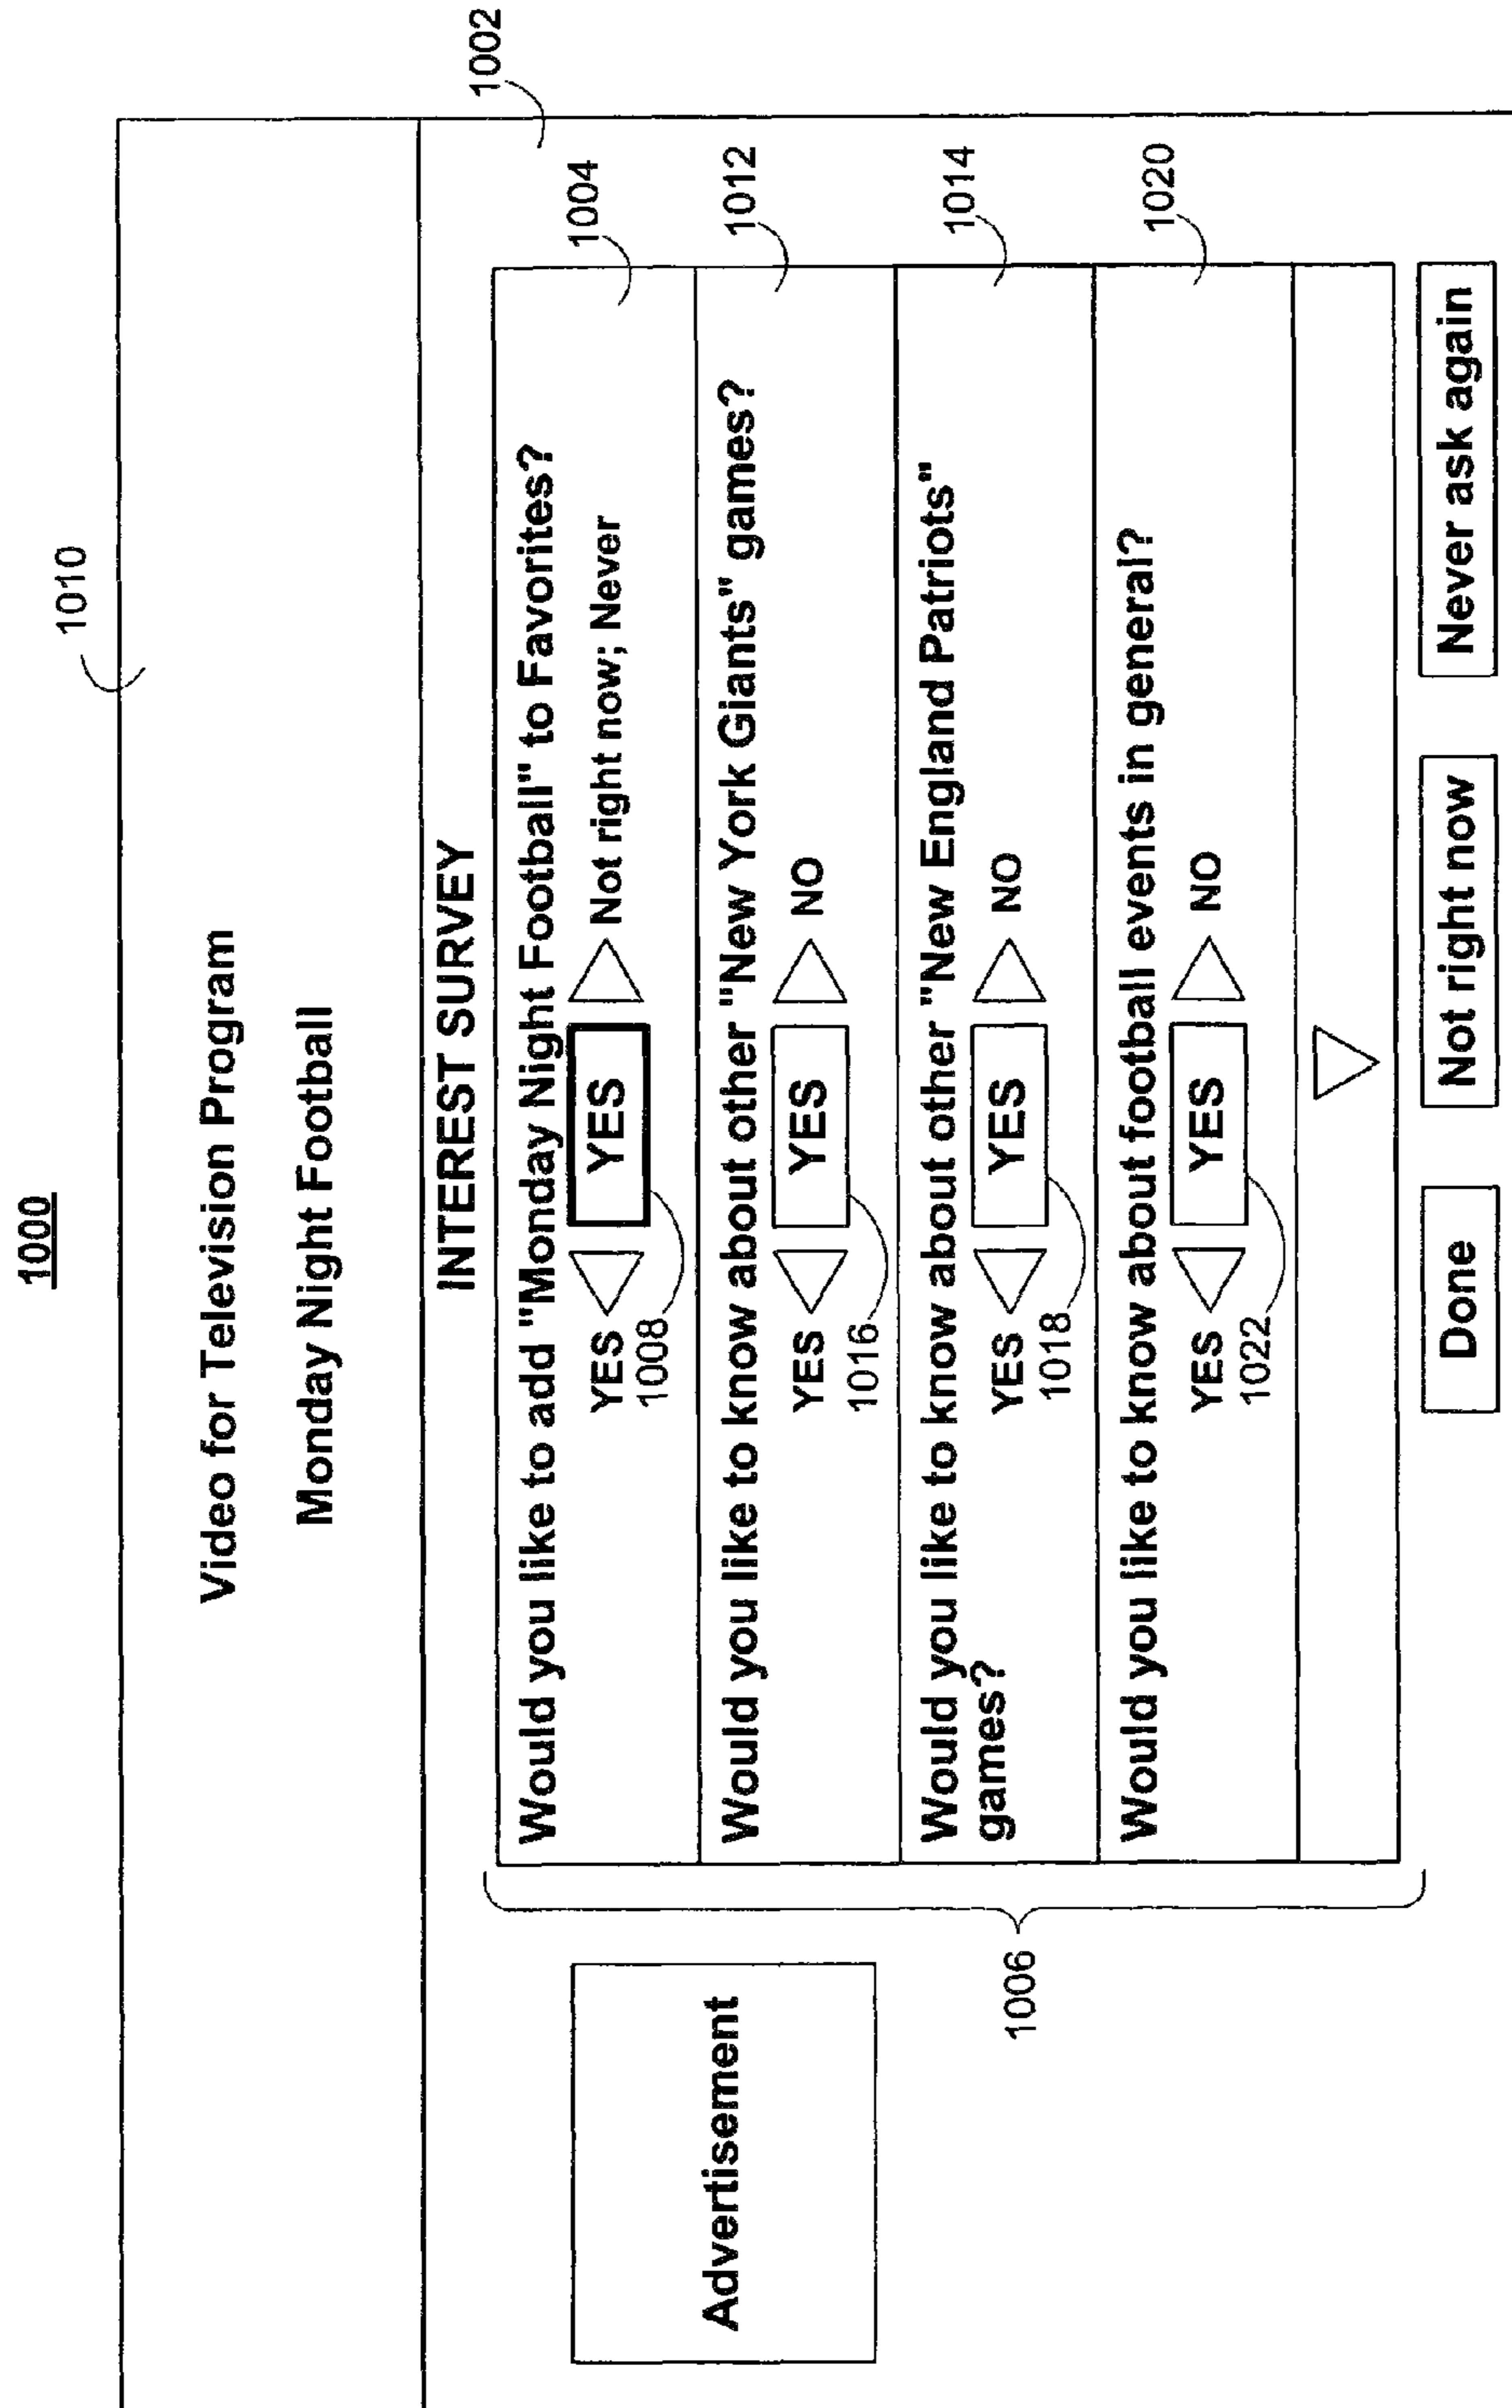 1000
1010
Video for Television Program
Monday Night Football
1002
INTEREST SURVEY
1004
Would you like to add "Monday Night Football" to Favorites?
YES YES Not right now; Never
1008
1012
Would you like to know about other "New York Giants" games?
YES YES NO
1016
1014
Would you like to know about other "New England Patriots"
games?
YES YES NO
1018
1020
Would you like to know about football events in general?
YES YES NO
1022
Advertisement
1006
Done Not right now Never ask again